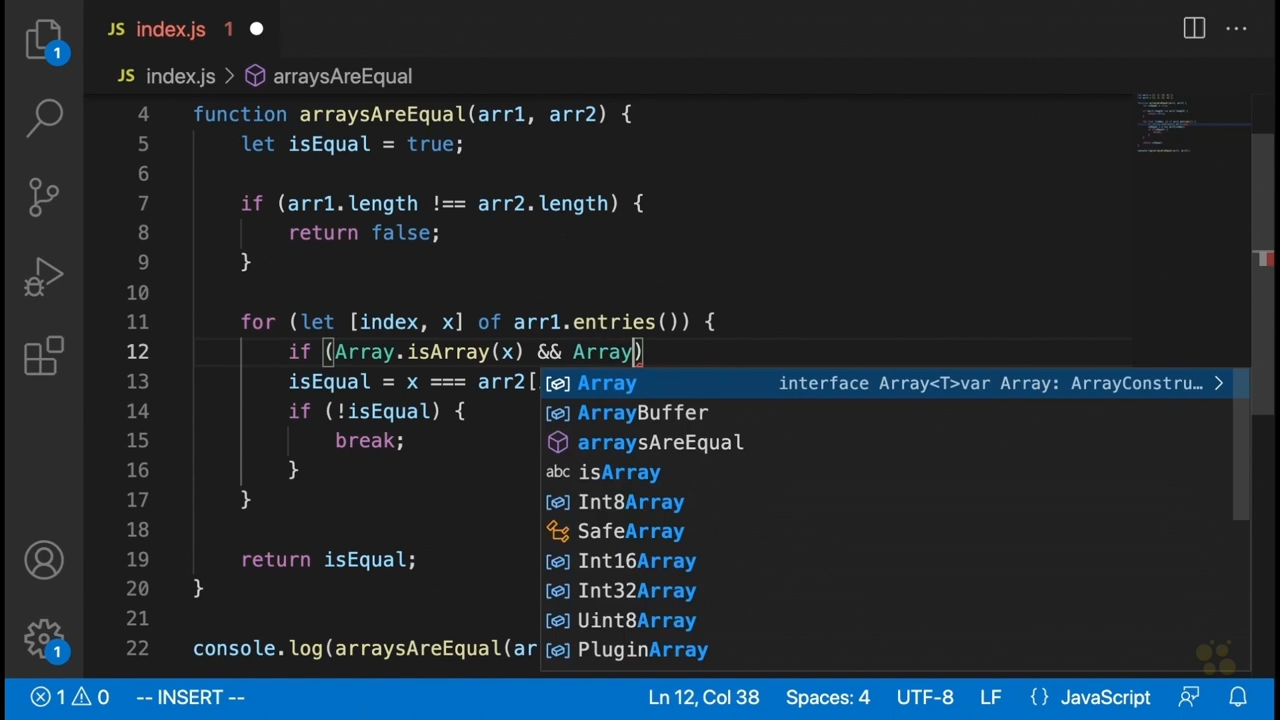 JS index.js 1
JS index.js > arraysAreEqual
4 function arraysAreEqual(arr1, arr2) {
5 let isEqual = true;
6
7 if (arr1.length !== arr2.length) {
8 return false;
9 }
10
11 for (let [index, x] of arr1.entries()) {
12 if (Array.isArray(x) && Array)
13 isEqual = x === arr2[
14 if (!isEqual) {
15 break;
16 }
17 }
18
19 return isEqual;
20 }
21
22 console.log(arraysAreEqual(ar
Array interface Array<T>var Array: ArrayConstru… >
ArrayBuffer
arraysAreEqual
abc isArray
Int8Array
SafeArray
Int16Array
Int32Array
Uint8Array
PluginArray
1
1
1 0 -- INSERT -- Ln 12, Col 38 Spaces: 4 UTF-8 LF {} JavaScript